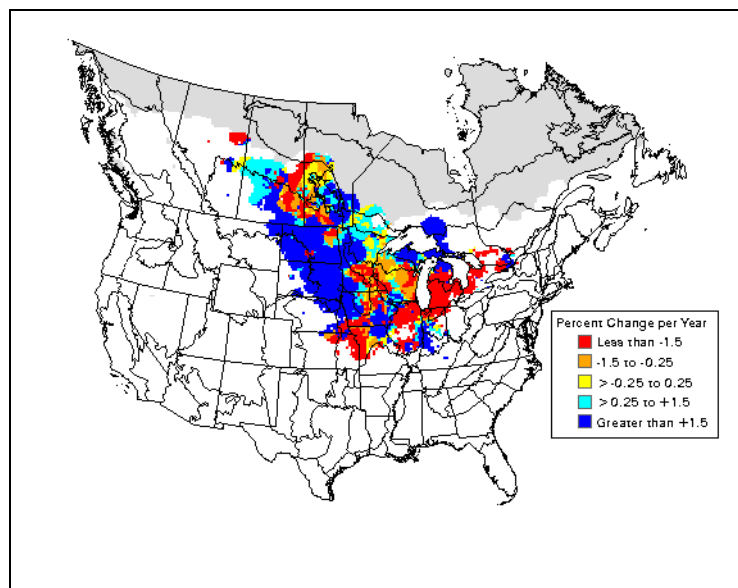 Percent Change per Year
Less than -1.5
-1.5 to -0.25
> -0.25 to 0.25
> 0.25 to +1.5
Greater than +1.5